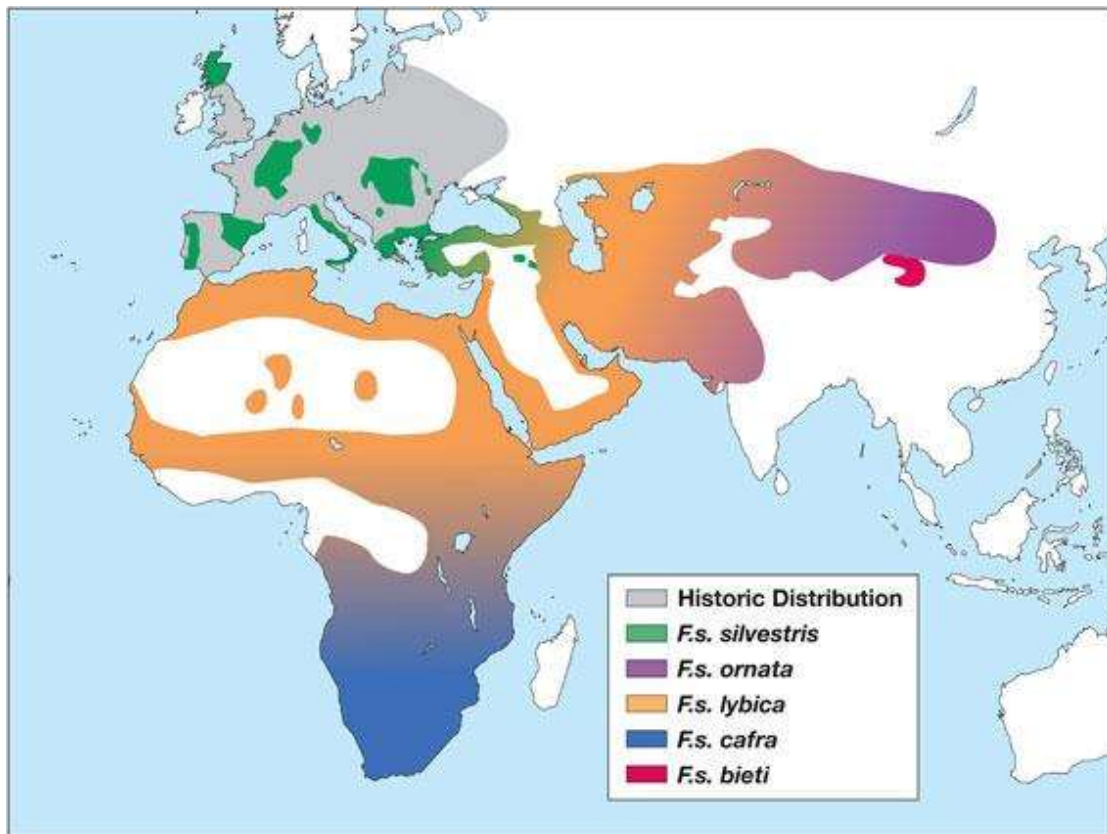 Historic Distribution
F.s. silvestris
F.s. ornata
F.s. lybica
F.s. cafra
F.s. bieti